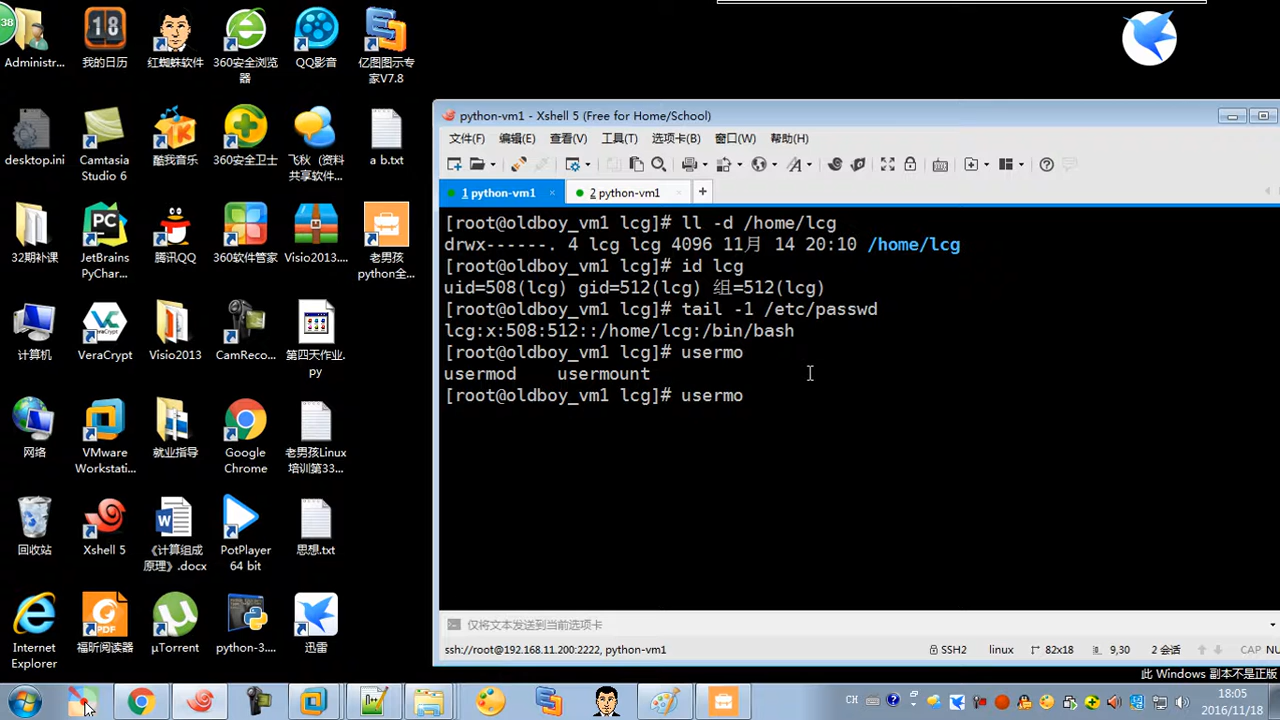 38
Administr...
18
我的日历
红蜘蛛软件
360安全浏览
器
QQ影音
亿图图示专
家V7.8
desktop.ini
Camtasia
Studio 6
酷我音乐
360安全卫士
飞秋（资料
共享软件...
a b.txt
32期补课
JetBrains
PyChar...
腾讯QQ
360软件管家
Visio2013...
老男孩
python全...
计算机
VeraCrypt
Visio2013
CamReco...
第四天作业.
py
网络
VMware
Workstati...
就业指导
Google
Chrome
老男孩Linux
培训第33...
回收站
Xshell 5
《计算组成
原理》.docx
PotPlayer
64 bit
思想.txt
Internet
Explorer
福昕阅读器
µTorrent
python-3....
迅雷
python-vm1 - Xshell 5 (Free for Home/School)
文件(F) 编辑(E) 查看(V) 工具(T) 选项卡(B) 窗口(W) 帮助(H)
1 python-vm1 2 python-vm1
[root@oldboy_vm1 lcg]# ll -d /home/lcg
drwx------. 4 lcg lcg 4096 11月 14 20:10 /home/lcg
[root@oldboy_vm1 lcg]# id lcg
uid=508(lcg) gid=512(lcg) 组=512(lcg)
[root@oldboy_vm1 lcg]# tail -1 /etc/passwd
lcg:x:508:512::/home/lcg:/bin/bash
[root@oldboy_vm1 lcg]# usermo
usermod usermount
[root@oldboy_vm1 lcg]# usermo
仅将文本发送到当前选项卡
ssh://root@192.168.11.200:2222, python-vm1 SSH2 linux 82x18 9,30 2 会话 CAP NU
此 Windows 副本不是正版
CH
18:05
2016/11/18